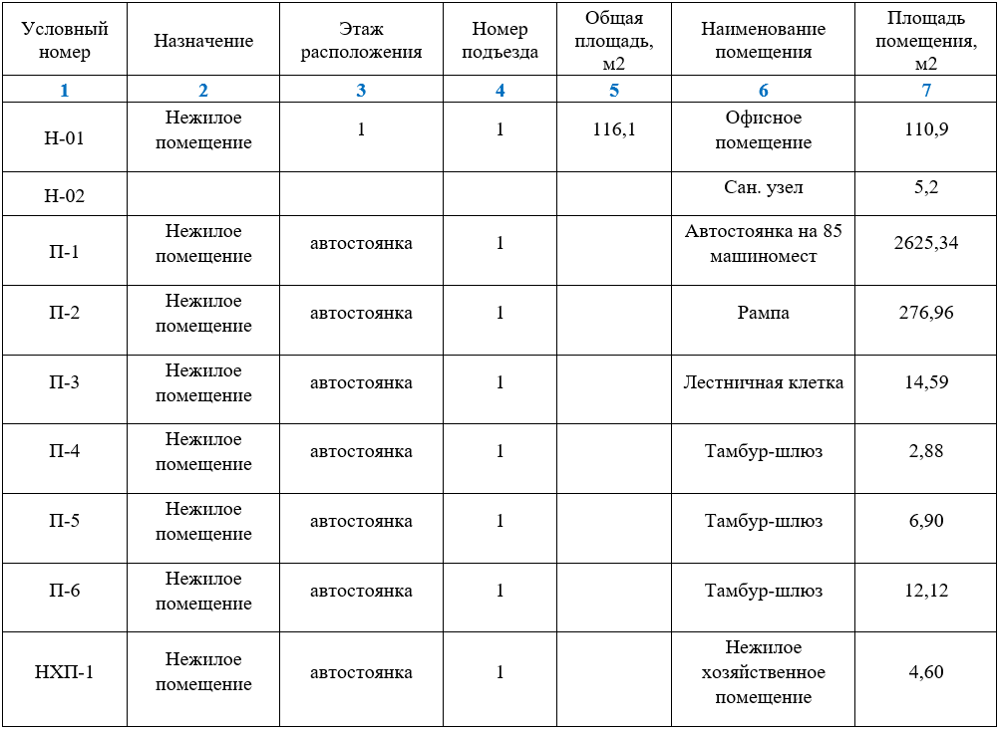 Условный номер | Назначение | Этаж расположения | Номер подъезда | Общая площадь, м2 | Наименование помещения | Площадь помещения, м2
1 | 2 | 3 | 4 | 5 | 6 | 7
Н-01 | Нежилое помещение | 1 | 1 | 116,1 | Офисное помещение | 110,9
Н-02 | | | | | Сан. узел | 5,2
П-1 | Нежилое помещение | автостоянка | 1 | | Автостоянка на 85 машиномест | 2625,34
П-2 | Нежилое помещение | автостоянка | 1 | | Рампа | 276,96
П-3 | Нежилое помещение | автостоянка | 1 | | Лестничная клетка | 14,59
П-4 | Нежилое помещение | автостоянка | 1 | | Тамбур-шлюз | 2,88
П-5 | Нежилое помещение | автостоянка | 1 | | Тамбур-шлюз | 6,90
П-6 | Нежилое помещение | автостоянка | 1 | | Тамбур-шлюз | 12,12
НХП-1 | Нежилое помещение | автостоянка | 1 | | Нежилое хозяйственное помещение | 4,60